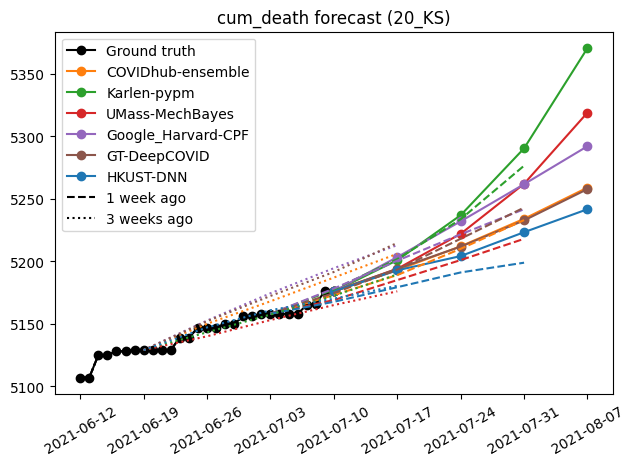 cum_death forecast (20_KS)
Ground truth
COVIDhub-ensemble
Karlen-pypm
UMass-MechBayes
Google_Harvard-CPF
GT-DeepCOVID
HKUST-DNN
1 week ago
3 weeks ago
5350
5300
5250
5200
5150
5100
2021-06-12
2021-06-19
2021-06-26
2021-07-03
2021-07-10
2021-07-17
2021-07-24
2021-07-31
2021-08-07